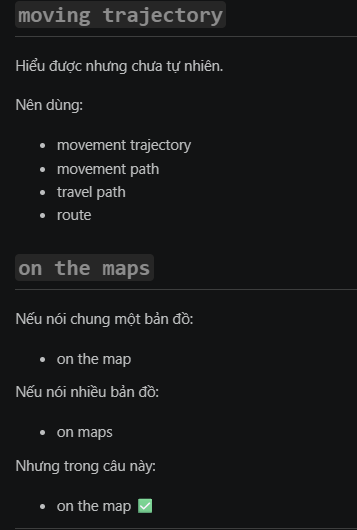 moving trajectory
Hiểu được nhưng chưa tự nhiên.
Nên dùng:
movement trajectory
movement path
travel path
route
on the maps
Nếu nói chung một bản đồ:
on the map
Nếu nói nhiều bản đồ:
on maps
Nhưng trong câu này:
on the map ✅